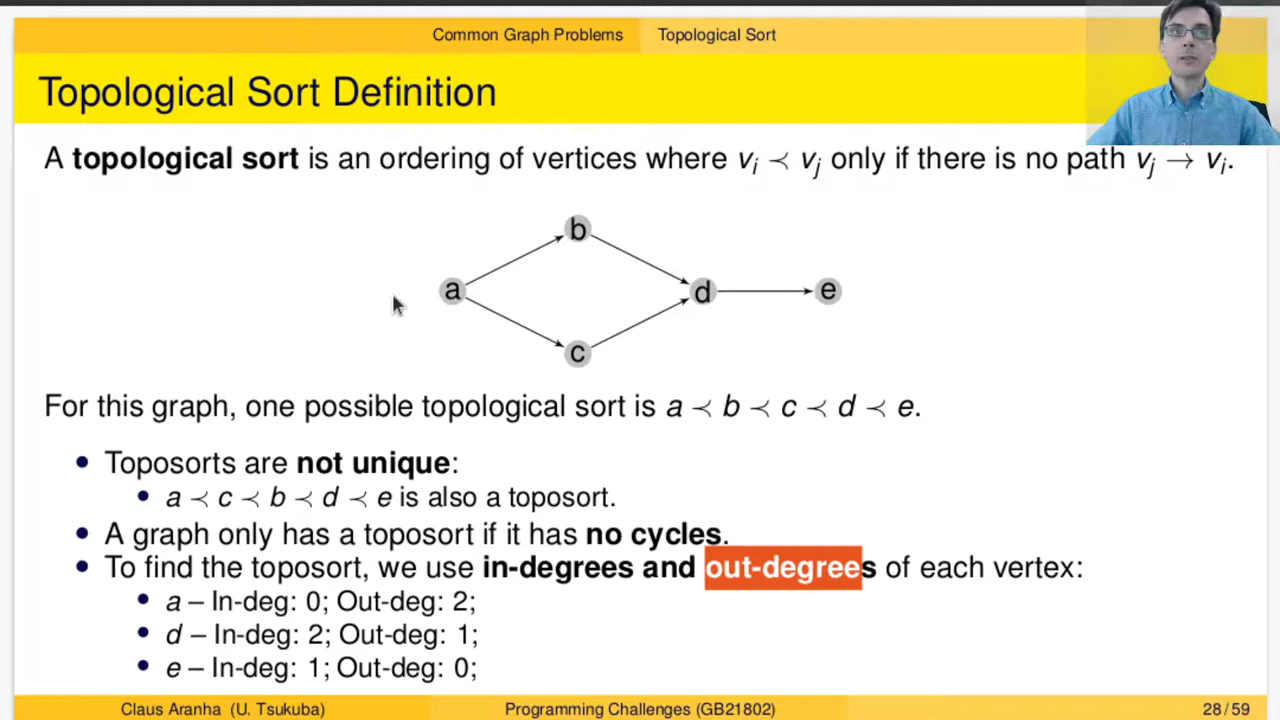 Common Graph Problems Topological Sort
Topological Sort Definition
A topological sort is an ordering of vertices where vᵢ ≺ vⱼ only if there is no path vⱼ → vᵢ.
b
a
d
e
c
For this graph, one possible topological sort is a ≺ b ≺ c ≺ d ≺ e.
• Toposorts are not unique:
• a ≺ c ≺ b ≺ d ≺ e is also a toposort.
• A graph only has a toposort if it has no cycles.
• To find the toposort, we use in-degrees and out-degrees of each vertex:
• a – In-deg: 0; Out-deg: 2;
• d – In-deg: 2; Out-deg: 1;
• e – In-deg: 1; Out-deg: 0;
Claus Aranha (U. Tsukuba) Programming Challenges (GB21802) 28 / 59